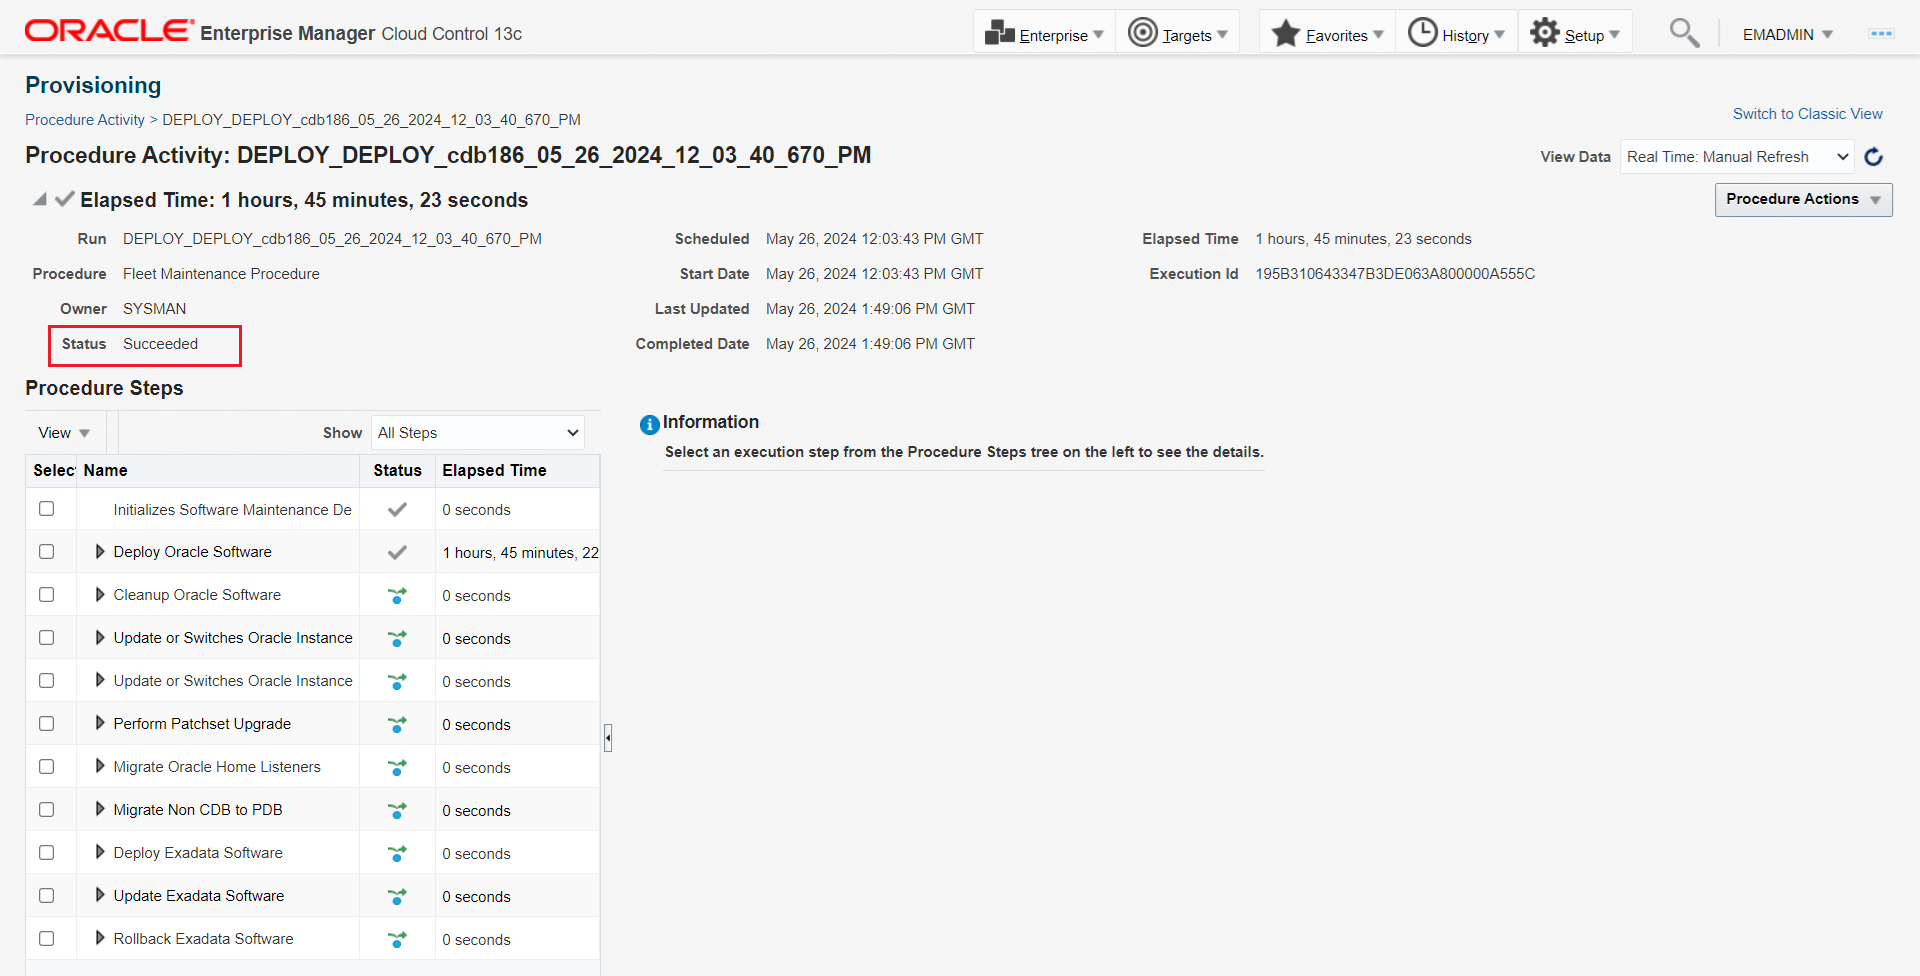 ORACLE Enterprise Manager Cloud Control 13c
Enterprise
Targets
Favorites
History
Setup
EMADMIN
Provisioning
Procedure Activity > DEPLOY_DEPLOY_cdb186_05_26_2024_12_03_40_670_PM
Switch to Classic View
Procedure Activity: DEPLOY_DEPLOY_cdb186_05_26_2024_12_03_40_670_PM
View Data Real Time: Manual Refresh
Elapsed Time: 1 hours, 45 minutes, 23 seconds
Procedure Actions
Run DEPLOY_DEPLOY_cdb186_05_26_2024_12_03_40_670_PM
Procedure Fleet Maintenance Procedure
Owner SYSMAN
Status Succeeded
Scheduled May 26, 2024 12:03:43 PM GMT
Start Date May 26, 2024 12:03:43 PM GMT
Last Updated May 26, 2024 1:49:06 PM GMT
Completed Date May 26, 2024 1:49:06 PM GMT
Elapsed Time 1 hours, 45 minutes, 23 seconds
Execution Id 195B310643347B3DE063A800000A555C
Procedure Steps
View
Show All Steps
Selec Name Status Elapsed Time
Initializes Software Maintenance De 0 seconds
Deploy Oracle Software 1 hours, 45 minutes, 22
Cleanup Oracle Software 0 seconds
Update or Switches Oracle Instance 0 seconds
Update or Switches Oracle Instance 0 seconds
Perform Patchset Upgrade 0 seconds
Migrate Oracle Home Listeners 0 seconds
Migrate Non CDB to PDB 0 seconds
Deploy Exadata Software 0 seconds
Update Exadata Software 0 seconds
Rollback Exadata Software 0 seconds
Information
Select an execution step from the Procedure Steps tree on the left to see the details.